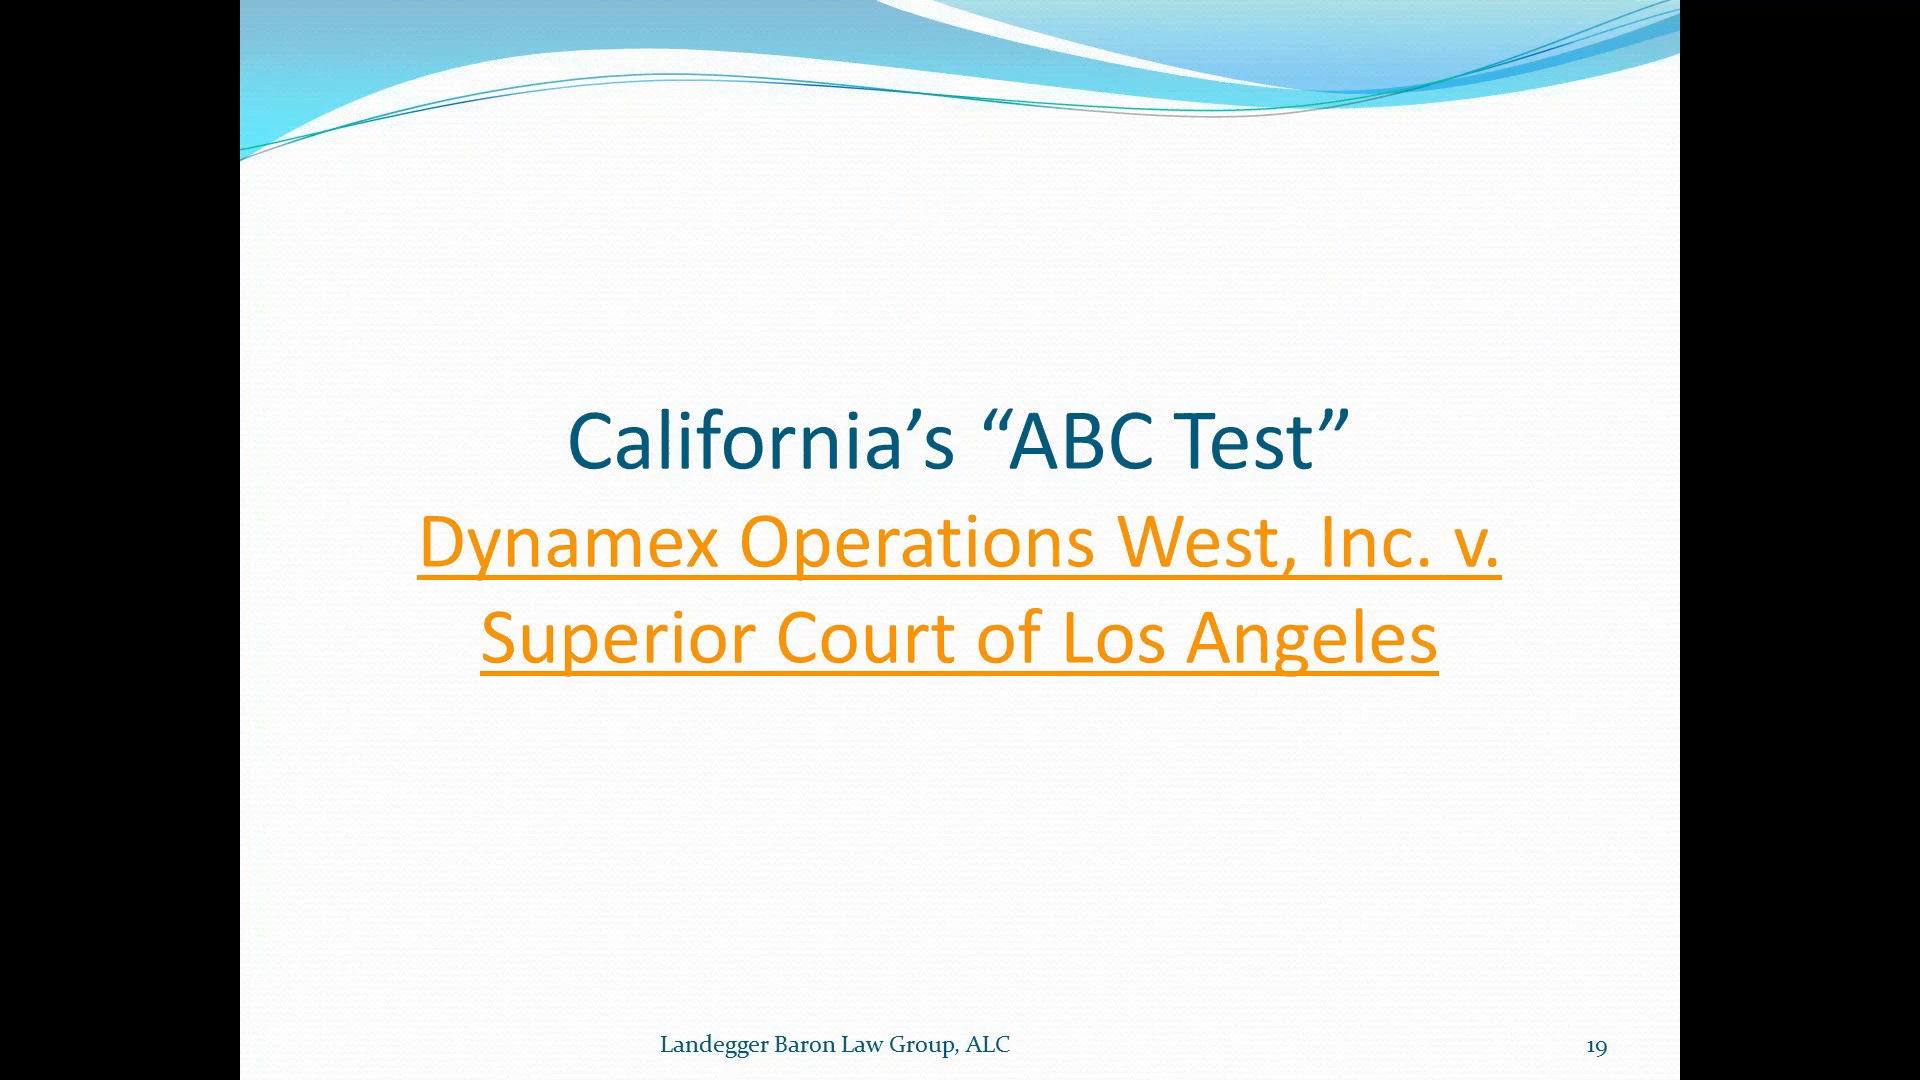 California’s “ABC Test”
Dynamex Operations West, Inc. v.
Superior Court of Los Angeles
Landegger Baron Law Group, ALC
19